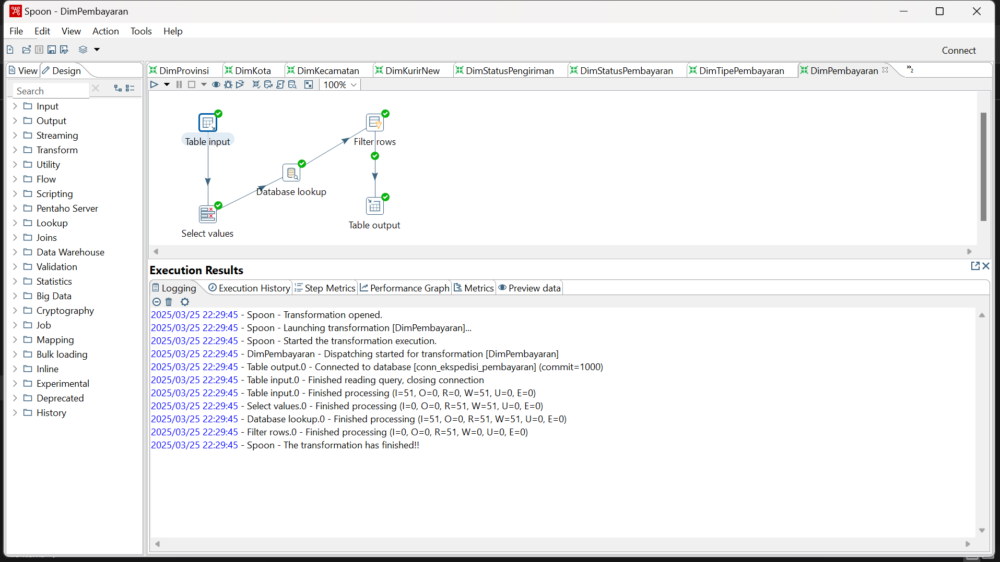 Spoon - DimPembayaran
File Edit View Action Tools Help
Connect
View Design
DimProvinsi DimKota DimKecamatan DimKurirNew DimStatusPengiriman DimStatusPembayaran DimTipePembayaran DimPembayaran »2
100%
Search
Input
Output
Streaming
Transform
Utility
Flow
Scripting
Pentaho Server
Lookup
Joins
Data Warehouse
Validation
Statistics
Big Data
Cryptography
Job
Mapping
Bulk loading
Inline
Experimental
Deprecated
History
Table input
Filter rows
Database lookup
Table output
Select values
Execution Results
Logging Execution History Step Metrics Performance Graph Metrics Preview data
2025/03/25 22:29:45 - Spoon - Transformation opened.
2025/03/25 22:29:45 - Spoon - Launching transformation [DimPembayaran]...
2025/03/25 22:29:45 - Spoon - Started the transformation execution.
2025/03/25 22:29:45 - DimPembayaran - Dispatching started for transformation [DimPembayaran]
2025/03/25 22:29:45 - Table output.0 - Connected to database [conn_ekspedisi_pembayaran] (commit=1000)
2025/03/25 22:29:45 - Table input.0 - Finished reading query, closing connection
2025/03/25 22:29:45 - Table input.0 - Finished processing (I=51, O=0, R=0, W=51, U=0, E=0)
2025/03/25 22:29:45 - Select values.0 - Finished processing (I=0, O=0, R=51, W=51, U=0, E=0)
2025/03/25 22:29:45 - Database lookup.0 - Finished processing (I=51, O=0, R=51, W=51, U=0, E=0)
2025/03/25 22:29:45 - Filter rows.0 - Finished processing (I=0, O=0, R=51, W=0, U=0, E=0)
2025/03/25 22:29:45 - Spoon - The transformation has finished!!